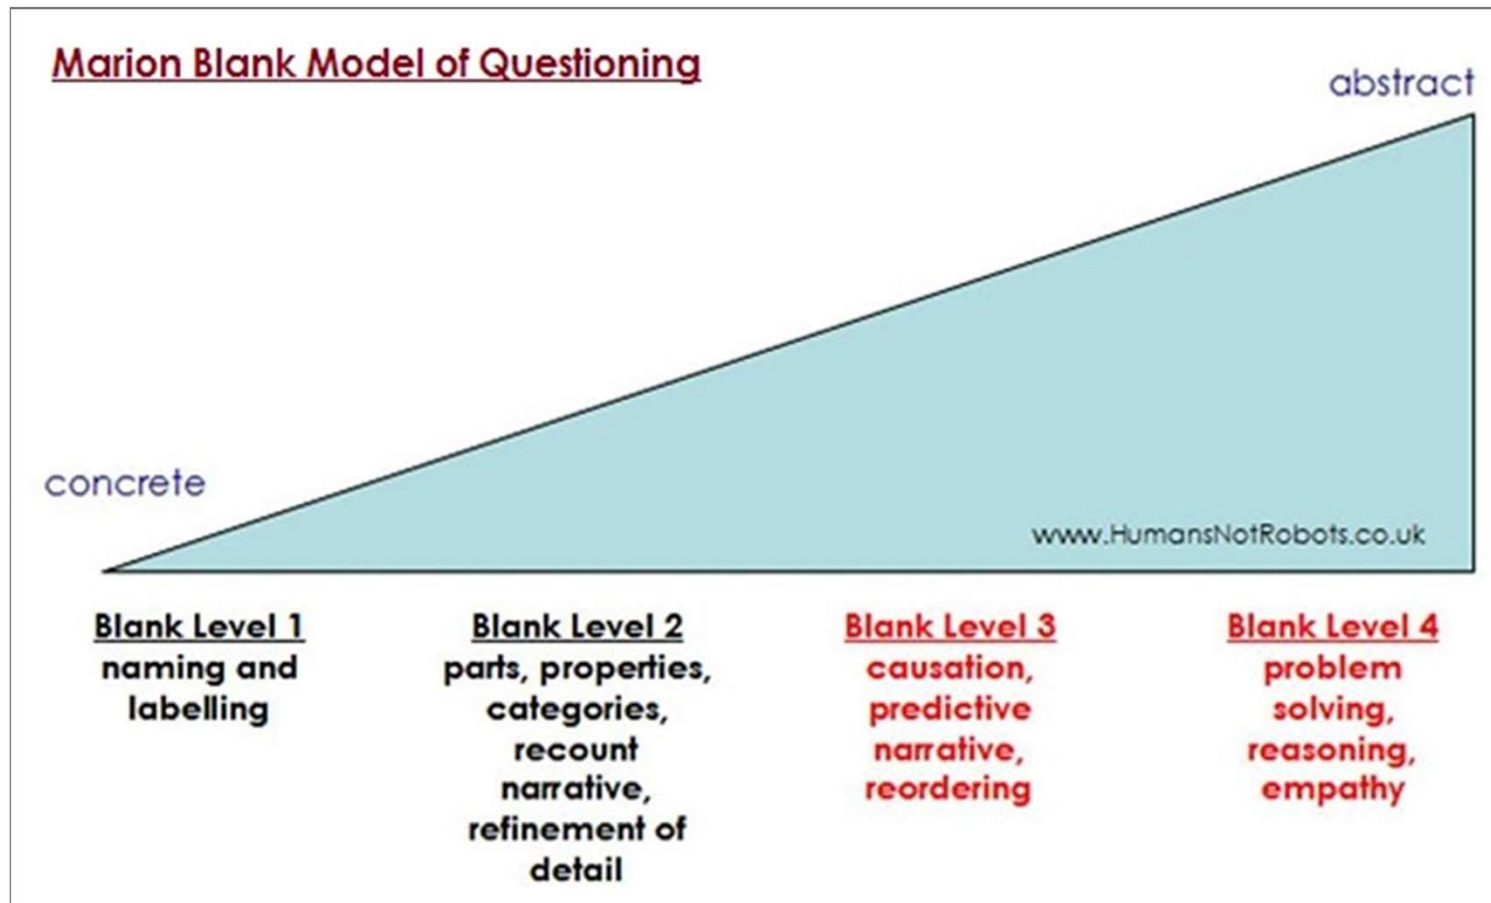 Marion Blank Model of Questioning
abstract
concrete
www.HumansNotRobots.co.uk
Blank Level 1
naming and
labelling
Blank Level 2
parts, properties,
categories,
recount
narrative,
refinement of
detail
Blank Level 3
causation,
predictive
narrative,
reordering
Blank Level 4
problem
solving,
reasoning,
empathy